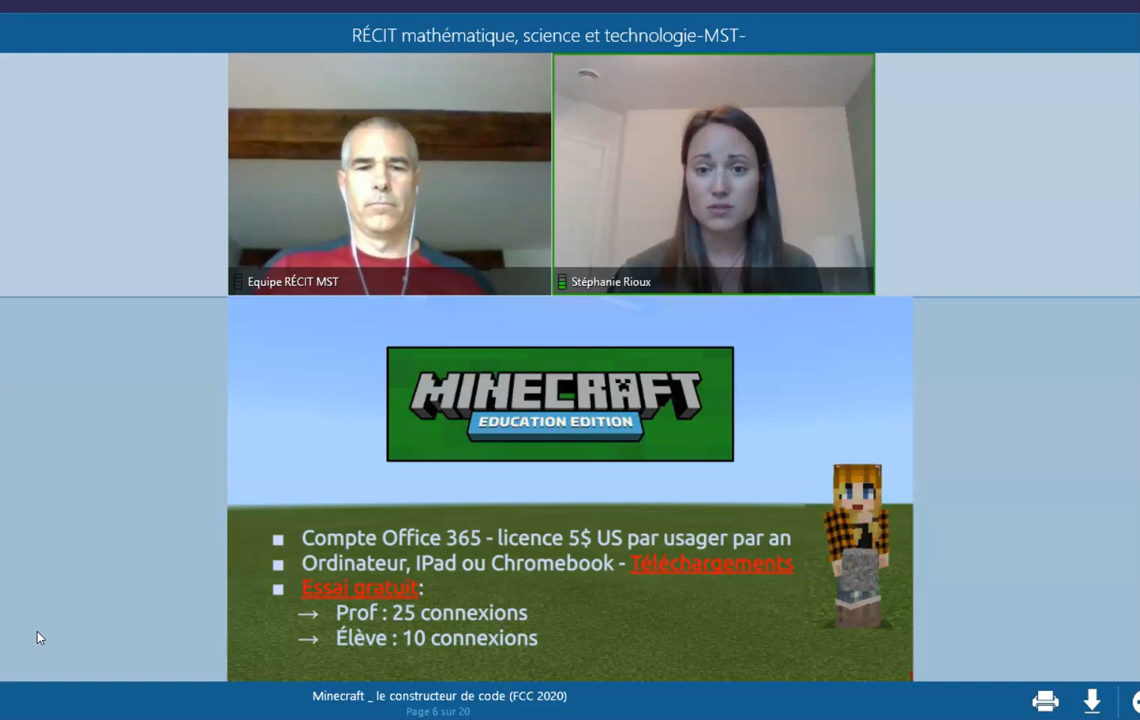 RÉCIT mathématique, science et technologie-MST-
Equipe RÉCIT MST
Stéphanie Rioux
MINECRAFT
EDUCATION EDITION
■ Compte Office 365 - licence 5$ US par usager par an
■ Ordinateur, IPad ou Chromebook - Téléchargements
■ Essai gratuit:
→ Prof : 25 connexions
→ Élève : 10 connexions
Minecraft _ le constructeur de code (FCC 2020)
Page 6 sur 20